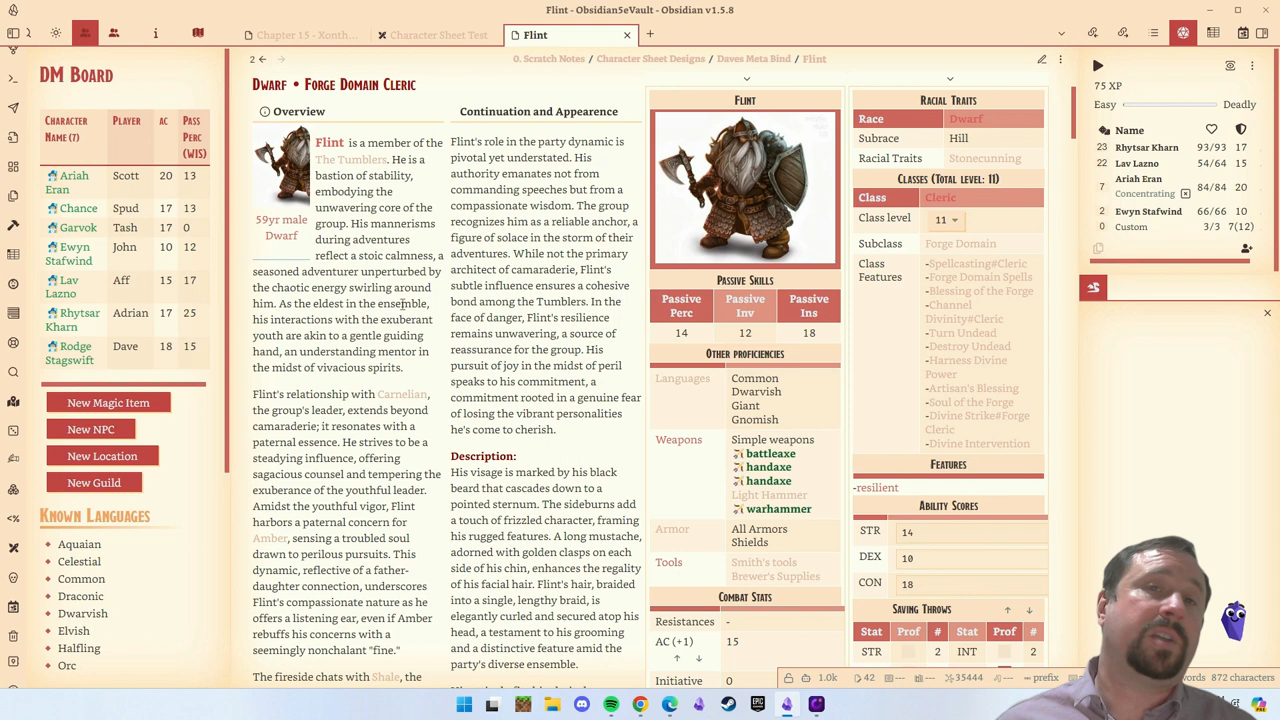 Flint - Obsidian5eVault - Obsidian v1.5.8
Chapter 15 - Xonth...
Character Sheet Test
Flint
DM Board
Character Name (7) Player AC Pass Perc (WIS)
Ariah Eran Scott 20 13
Chance Spud 17 13
Garvok Tash 17 0
Ewyn Stafwind John 10 12
Lav Lazno Aff 15 17
Rhytsar Kharn Adrian 17 25
Rodge Stagswift Dave 18 15
New Magic Item
New NPC
New Location
New Guild
Known Languages
Aquaian
Celestial
Common
Draconic
Dwarvish
Elvish
Halfling
Orc
2
0. Scratch Notes / Character Sheet Designs / Daves Meta Bind / Flint
Dwarf • Forge Domain Cleric
Overview
59yr male
Dwarf
Flint is a member of the
The Tumblers. He is a
bastion of stability,
embodying the
unwavering core of the
group. His mannerisms
during adventures
reflect a stoic calmness, a
seasoned adventurer unperturbed by
the chaotic energy swirling around
him. As the eldest in the ensemble,
his interactions with the exuberant
youth are akin to a gentle guiding
hand, an understanding mentor in
the midst of vivacious spirits.
Flint's relationship with Carnelian,
the group's leader, extends beyond
camaraderie; it resonates with a
paternal essence. He strives to be a
steadying influence, offering
sagacious counsel and tempering the
exuberance of the youthful leader.
Amidst the youthful vigor, Flint
harbors a paternal concern for
Amber, sensing a troubled soul
drawn to perilous pursuits. This
dynamic, reflective of a father-
daughter connection, underscores
Flint's compassionate nature as he
offers a listening ear, even if Amber
rebuffs his concerns with a
seemingly nonchalant "fine."
The fireside chats with Shale, the
Continuation and Appearance
Flint's role in the party dynamic is
pivotal yet understated. His
authority emanates not from
commanding speeches but from a
compassionate wisdom. The group
recognizes him as a reliable anchor, a
figure of solace in the storm of their
adventures. While not the primary
architect of camaraderie, Flint's
subtle influence ensures a cohesive
bond among the Tumblers. In the
face of danger, Flint's resilience
remains unwavering, a source of
reassurance for the group. His
pursuit of joy in the midst of peril
speaks to his commitment, a
commitment rooted in a genuine fear
of losing the vibrant personalities
he's come to cherish.
Description:
His visage is marked by his black
beard that cascades down to a
pointed sternum. The sideburns add
a touch of frizzled character, framing
his rugged features. A long mustache,
adorned with golden clasps on each
side of his chin, enhances the regality
of his facial hair. Flint's hair, braided
into a single, lengthy braid, is
elegantly curled and secured atop his
head, a testament to his grooming
and a distinctive feature amid the
party's diverse ensemble.
Flint
Passive Skills
Passive Perc Passive Inv Passive Ins
14 12 18
Other proficiencies
Languages Common
Dwarvish
Giant
Gnomish
Weapons Simple weapons
battleaxe
handaxe
handaxe
Light Hammer
warhammer
Armor All Armors
Shields
Tools Smith's tools
Brewer's Supplies
Combat Stats
Resistances -
AC (+1) 15
Initiative 0
Racial Traits
Race Dwarf
Subrace Hill
Racial Traits Stonecunning
Classes (Total level: 11)
Class Cleric
Class level 11
Subclass Forge Domain
Class Features -Spellcasting#Cleric
-Forge Domain Spells
-Blessing of the Forge
-Channel
Divinity#Cleric
-Turn Undead
-Destroy Undead
-Harness Divine
Power
-Artisan's Blessing
-Soul of the Forge
-Divine Strike#Forge
Cleric
-Divine Intervention
Features
-resilient
Ability Scores
STR 14
DEX 10
CON 18
Saving Throws
Stat Prof # Stat Prof #
STR 2 INT 2
75 XP
Easy Deadly
Name
23 Rhytsar Kharn 93/93 17
22 Lav Lazno 54/64 15
7 Ariah Eran 84/84 20
Concentrating
2 Ewyn Stafwind 66/66 10
0 Custom 3/3 7(12)
1.0k 42 --- --- 35444 --- prefix words 872 characters